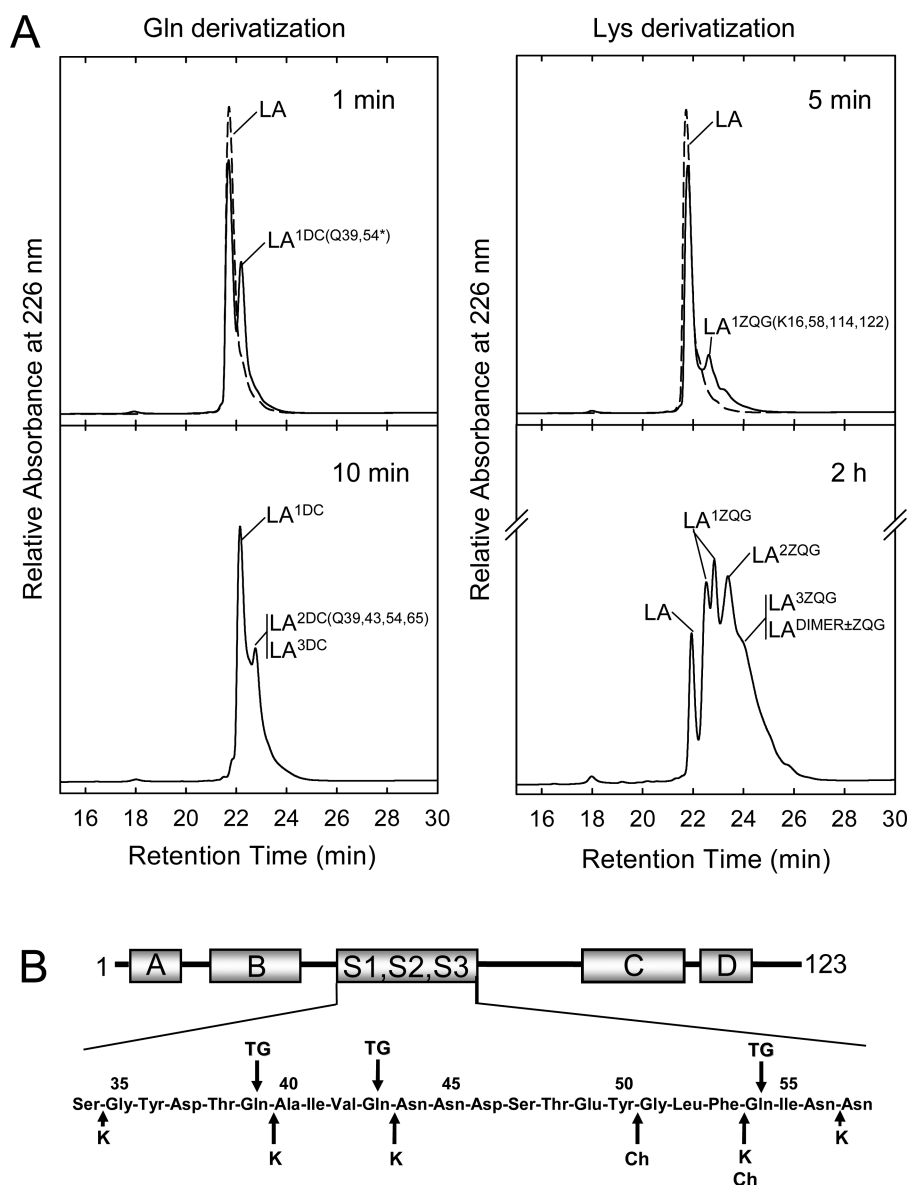 A
Gln derivatization
Lys derivatization
Relative Absorbance at 226 nm
1 min
LA
LA1DC(Q39,54*)
10 min
LA1DC
LA2DC(Q39,43,54,65)
LA3DC
16 18 20 22 24 26 28 30
Retention Time (min)
Relative Absorbance at 226 nm
5 min
LA
LA1ZQG(K16,58,114,122)
2 h
LA1ZQG
LA2ZQG
LA
LA3ZQG
LADIMER±ZQG
16 18 20 22 24 26 28 30
Retention Time (min)
B
1 A B S1,S2,S3 C D 123
TG TG TG
35 40 45 50 55
Ser-Gly-Tyr-Asp-Thr-Gln-Ala-Ile-Val-Gln-Asn-Asn-Asp-Ser-Thr-Glu-Tyr-Gly-Leu-Phe-Gln-Ile-Asn-Asn
K K K Ch K K
Ch